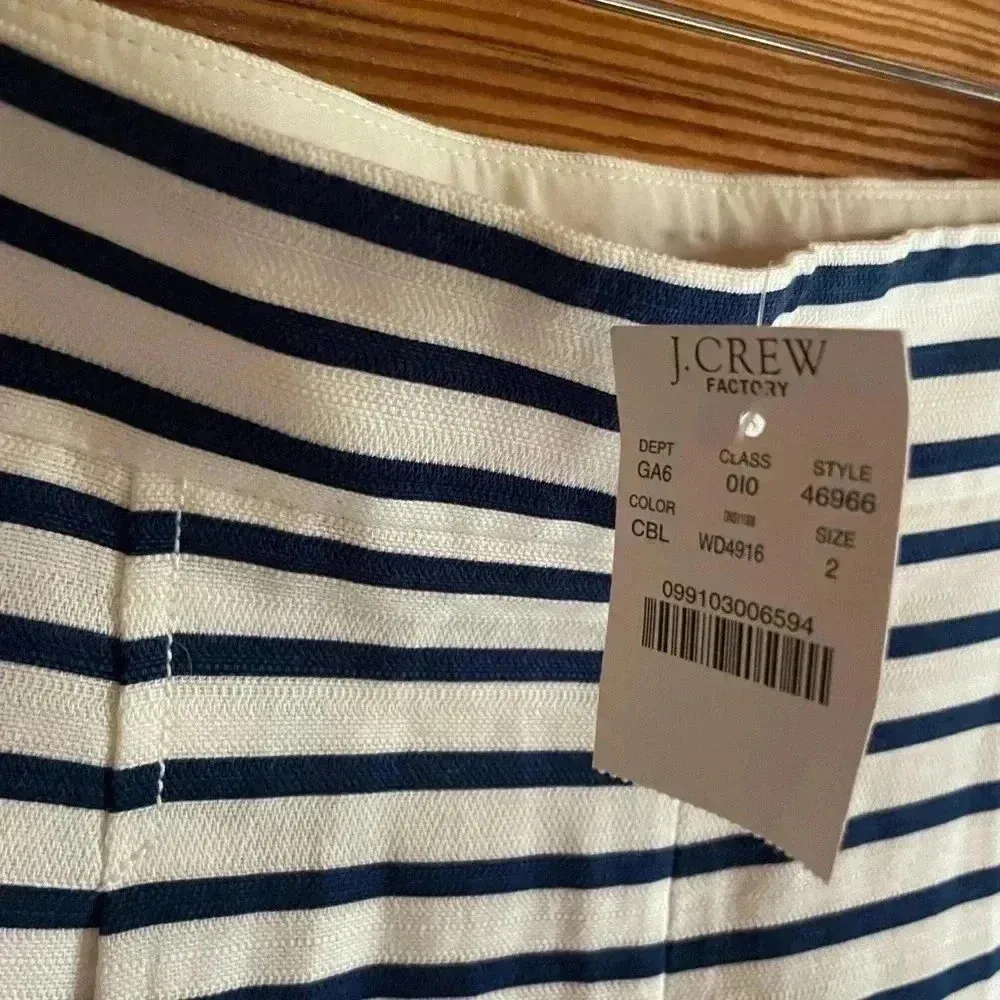 J.CREW
FACTORY
DEPT CLASS STYLE
GA6 010 46966
COLOR SIZE
CBL WD4916 2
099103006594